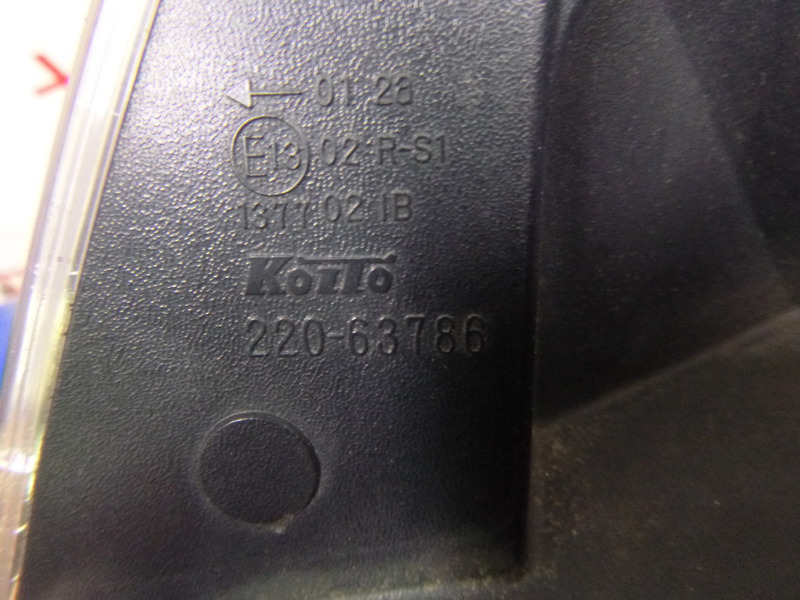 ← 01 28
E13 02 R-S1
1377 02 IB
KOITO
220-63786